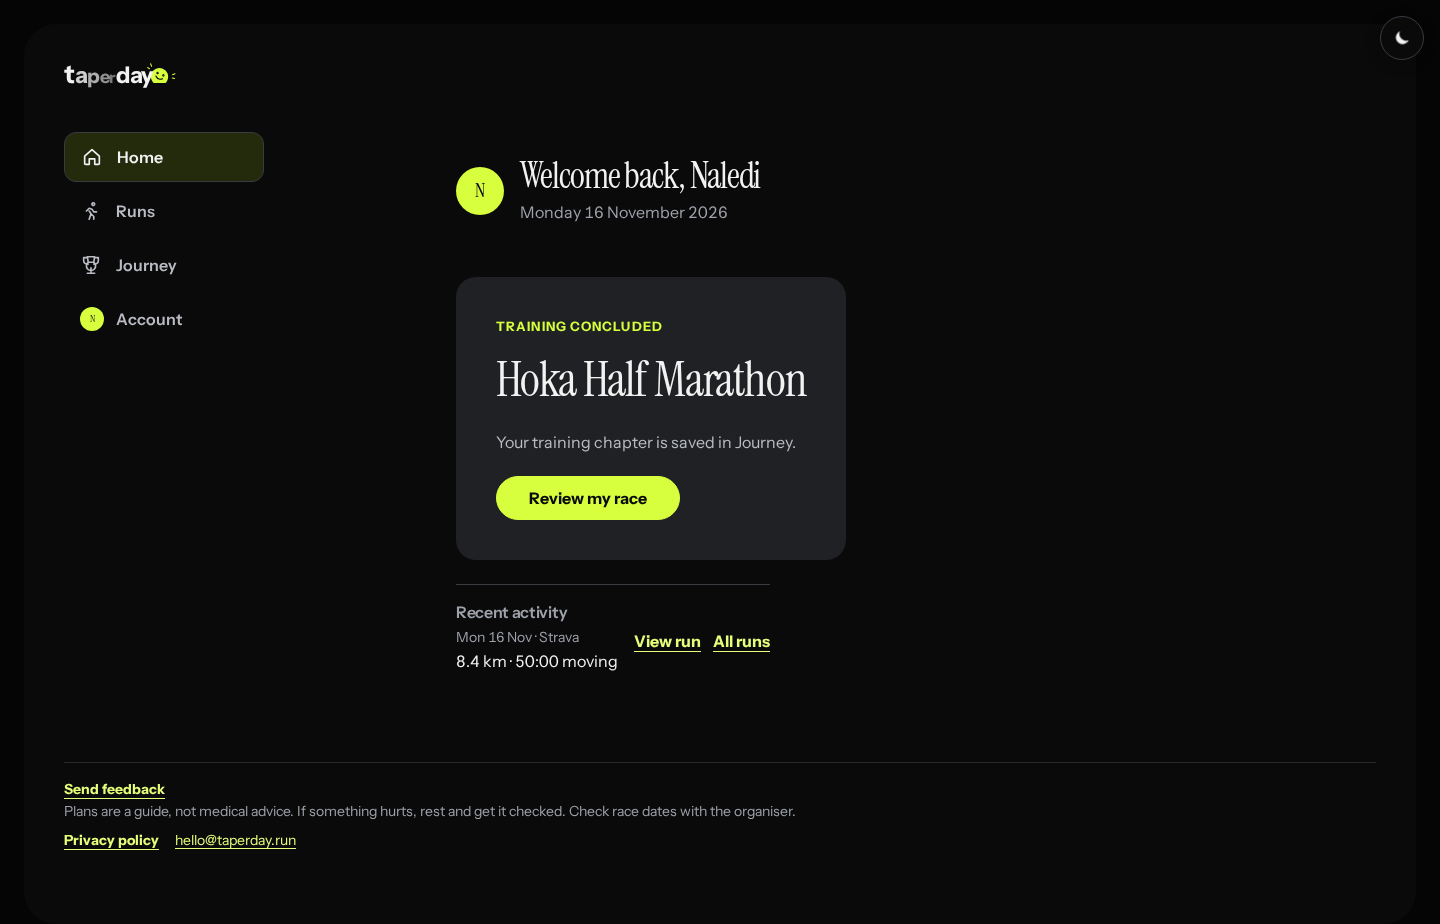 taperday
Home
Runs
Journey
N
Account
N
Welcome back, Naledi
Monday 16 November 2026
TRAINING CONCLUDED
Hoka Half Marathon
Your training chapter is saved in Journey.
Review my race
Recent activity
Mon 16 Nov · Strava
8.4 km · 50:00 moving
View run
All runs
Send feedback
Plans are a guide, not medical advice. If something hurts, rest and get it checked. Check race dates with the organiser.
Privacy policy
hello@taperday.run